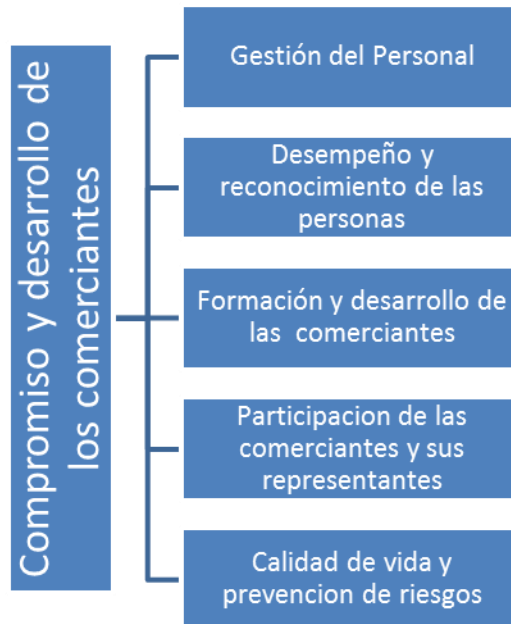 Compromiso y desarrollo de
los comerciantes
Gestión del Personal
Desempeño y
reconocimiento de las
personas
Formación y desarrollo de
las comerciantes
Participacion de las
comerciantes y sus
representantes
Calidad de vida y
prevencion de riesgos